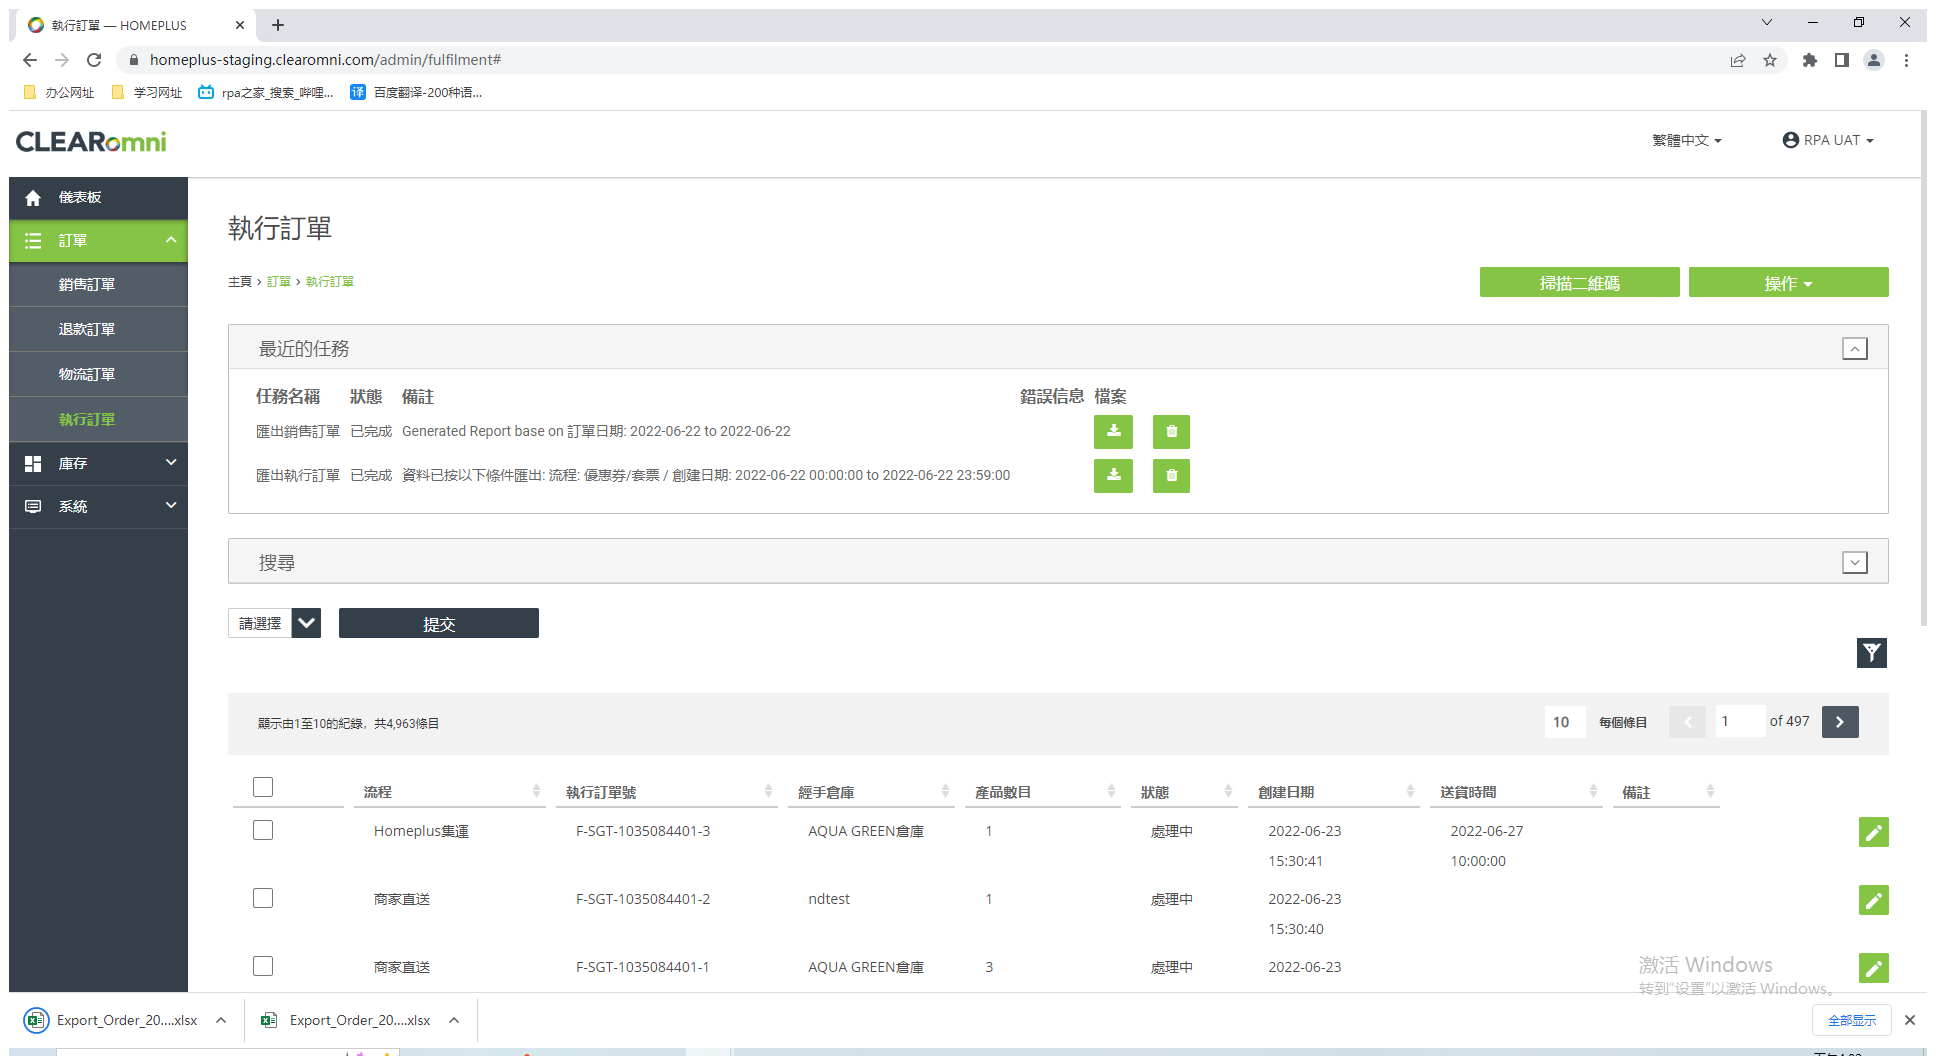 執行訂單 — HOMEPLUS
homeplus-staging.clearomni.com/admin/fulfilment#
办公网址 学习网址 rpa之家_搜索_哔哩... 译 百度翻译-200种语...
CLEARomni 繁體中文 RPA UAT
儀表板
訂單
銷售訂單
退款訂單
物流訂單
執行訂單
庫存
系統
執行訂單
主頁 › 訂單 › 執行訂單
掃描二維碼 操作
最近的任務
任務名稱 狀態 備註 錯誤信息 檔案
匯出銷售訂單 已完成 Generated Report base on 訂單日期: 2022-06-22 to 2022-06-22
匯出執行訂單 已完成 資料已按以下條件匯出: 流程: 優惠券/套票 / 創建日期: 2022-06-22 00:00:00 to 2022-06-22 23:59:00
搜尋
請選擇 提交
顯示由1至10的紀錄，共4,963條目 10 每個條目 1 of 497
流程 執行訂單號 經手倉庫 產品數目 狀態 創建日期 送貨時間 備註
Homeplus集運 F-SGT-1035084401-3 AQUA GREEN倉庫 1 處理中 2022-06-23 2022-06-27
15:30:41 10:00:00
商家直送 F-SGT-1035084401-2 ndtest 1 處理中 2022-06-23
15:30:40
商家直送 F-SGT-1035084401-1 AQUA GREEN倉庫 3 處理中 2022-06-23
激活 Windows
转到"设置"以激活 Windows。
Export_Order_20....xlsx Export_Order_20....xlsx 全部显示